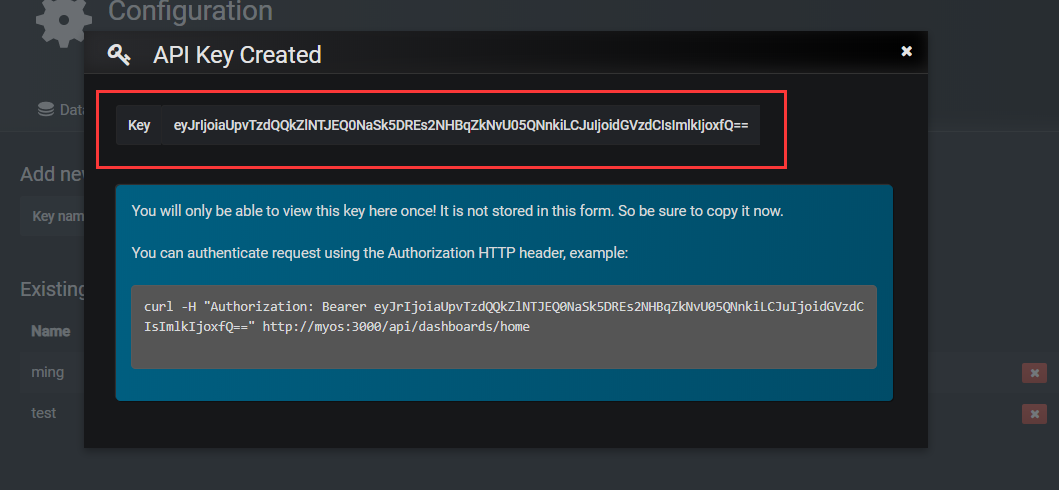 Configuration
API Key Created
Data
Key eyJrIjoiaUpvTzdQQkZlNTJEQ0NaSk5DREs2NHBqZkNvU05QNnkiLCJuIjoidGVzdCIsImlkIjoxfQ==
Add new
Key nam
You will only be able to view this key here once! It is not stored in this form. So be sure to copy it now.
You can authenticate request using the Authorization HTTP header, example:
Existing
curl -H "Authorization: Bearer eyJrIjoiaUpvTzdQQkZlNTJEQ0NaSk5DREs2NHBqZkNvU05QNnkiLCJuIjoidGVzdC
IsImlkIjoxfQ==" http://myos:3000/api/dashboards/home
Name
ming
test